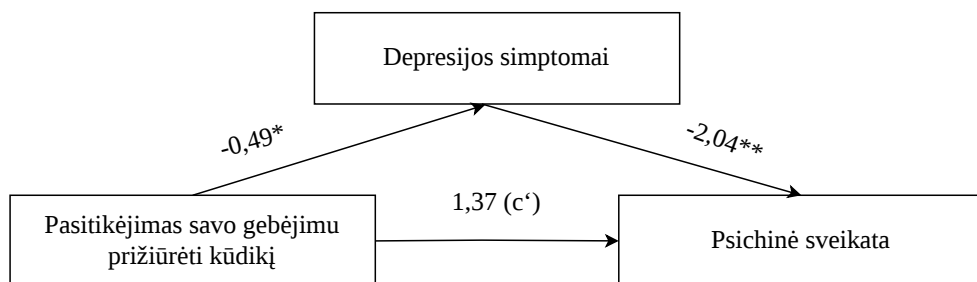 Depresijos simptomai
-0,49*
-2,04**
1,37 (c‘)
Pasitikėjimas savo gebėjimu
prižiūrėti kūdikį
Psichinė sveikata